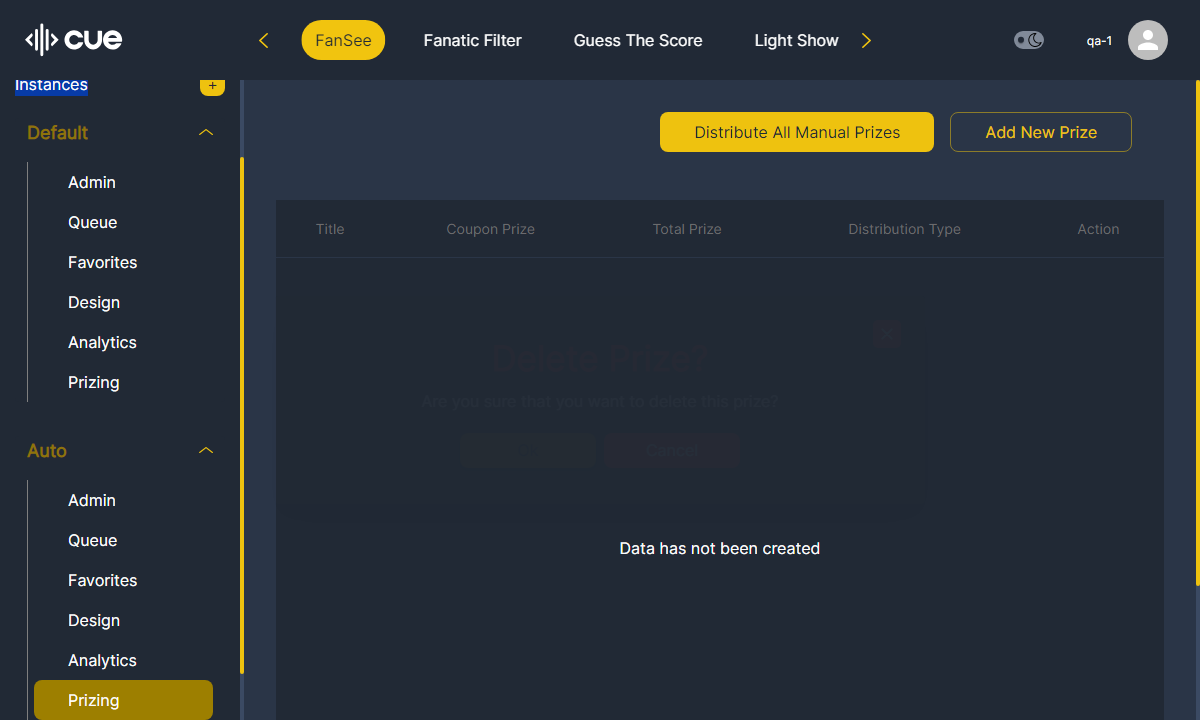 cue
FanSee
Fanatic Filter
Guess The Score
Light Show
qa-1
Instances
+
Default
Admin
Queue
Favorites
Design
Analytics
Prizing
Auto
Admin
Queue
Favorites
Design
Analytics
Prizing
Distribute All Manual Prizes
Add New Prize
Title Coupon Prize Total Prize Distribution Type Action
Are you sure that you want to delete this prize?
Cancel
Data has not been created